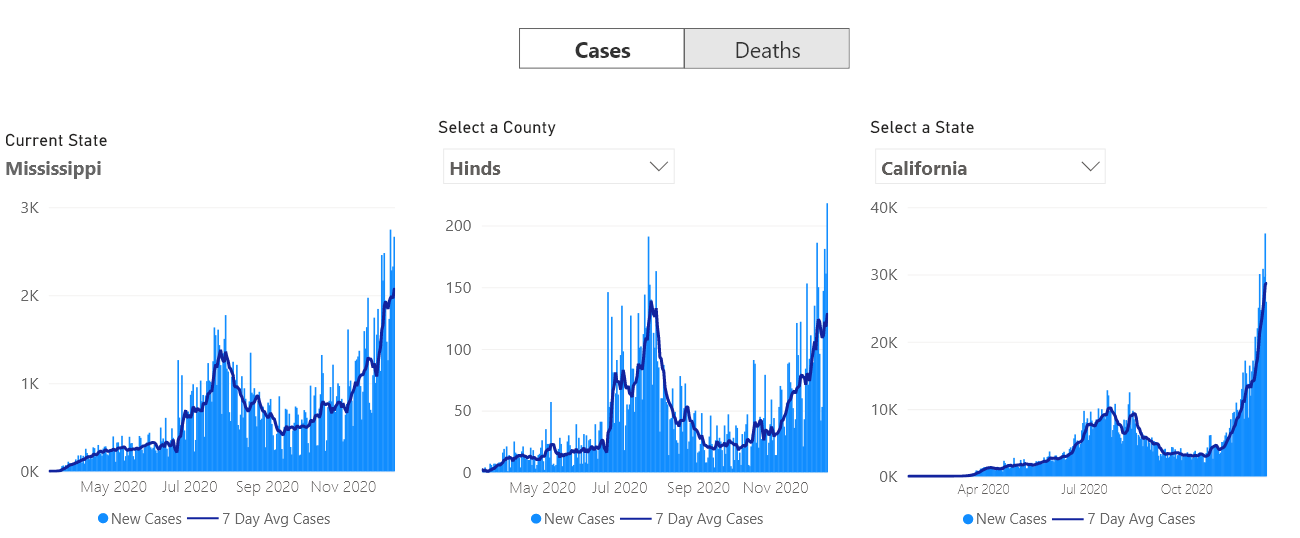 Cases Deaths
Current State
Mississippi
3K
2K
1K
0K
May 2020 Jul 2020 Sep 2020 Nov 2020
New Cases 7 Day Avg Cases
Select a County
Hinds
200
150
100
50
0
May 2020 Jul 2020 Sep 2020 Nov 2020
New Cases 7 Day Avg Cases
Select a State
California
40K
30K
20K
10K
0K
Apr 2020 Jul 2020 Oct 2020
New Cases 7 Day Avg Cases